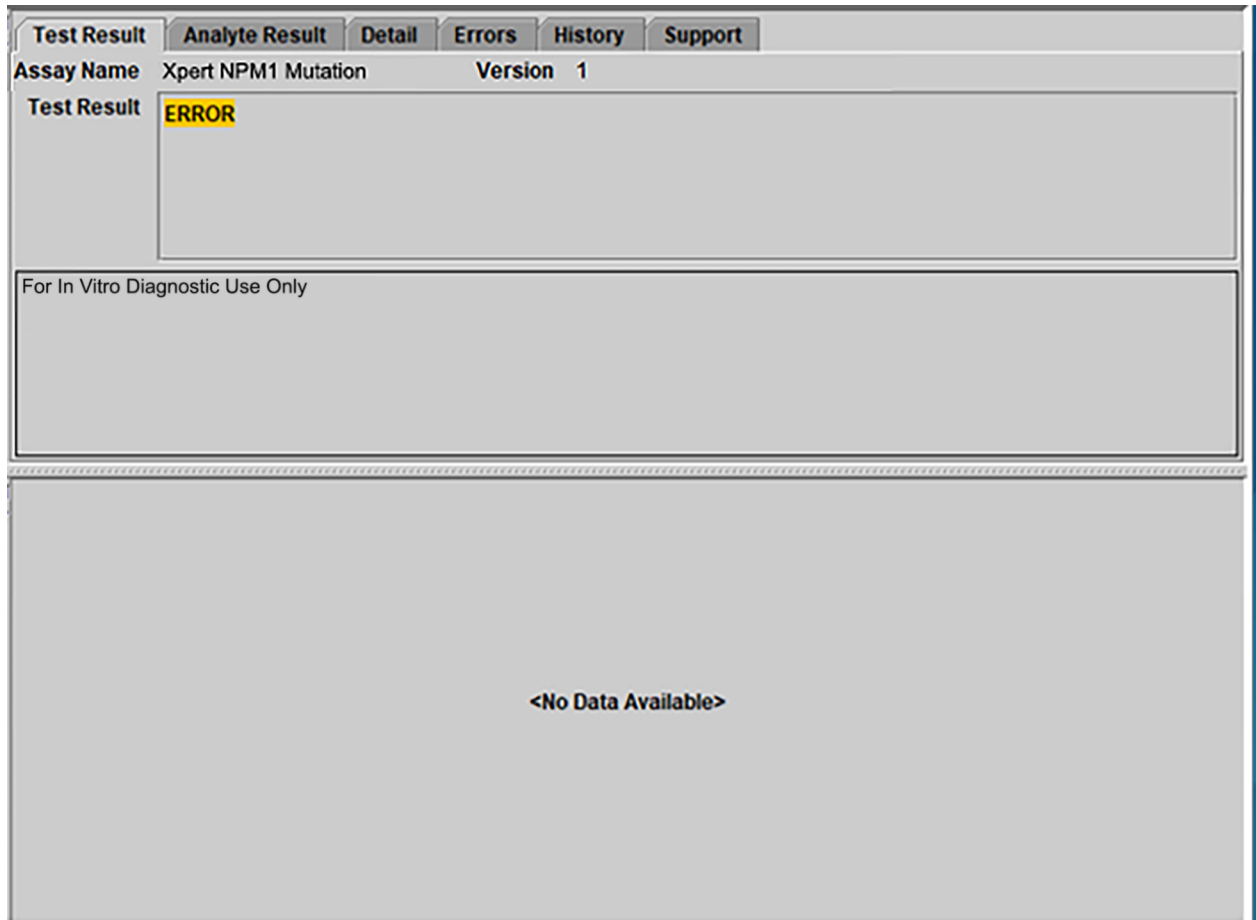 Test Result Analyte Result Detail Errors History Support
Assay Name Xpert NPM1 Mutation Version 1
Test Result ERROR
For In Vitro Diagnostic Use Only
<No Data Available>